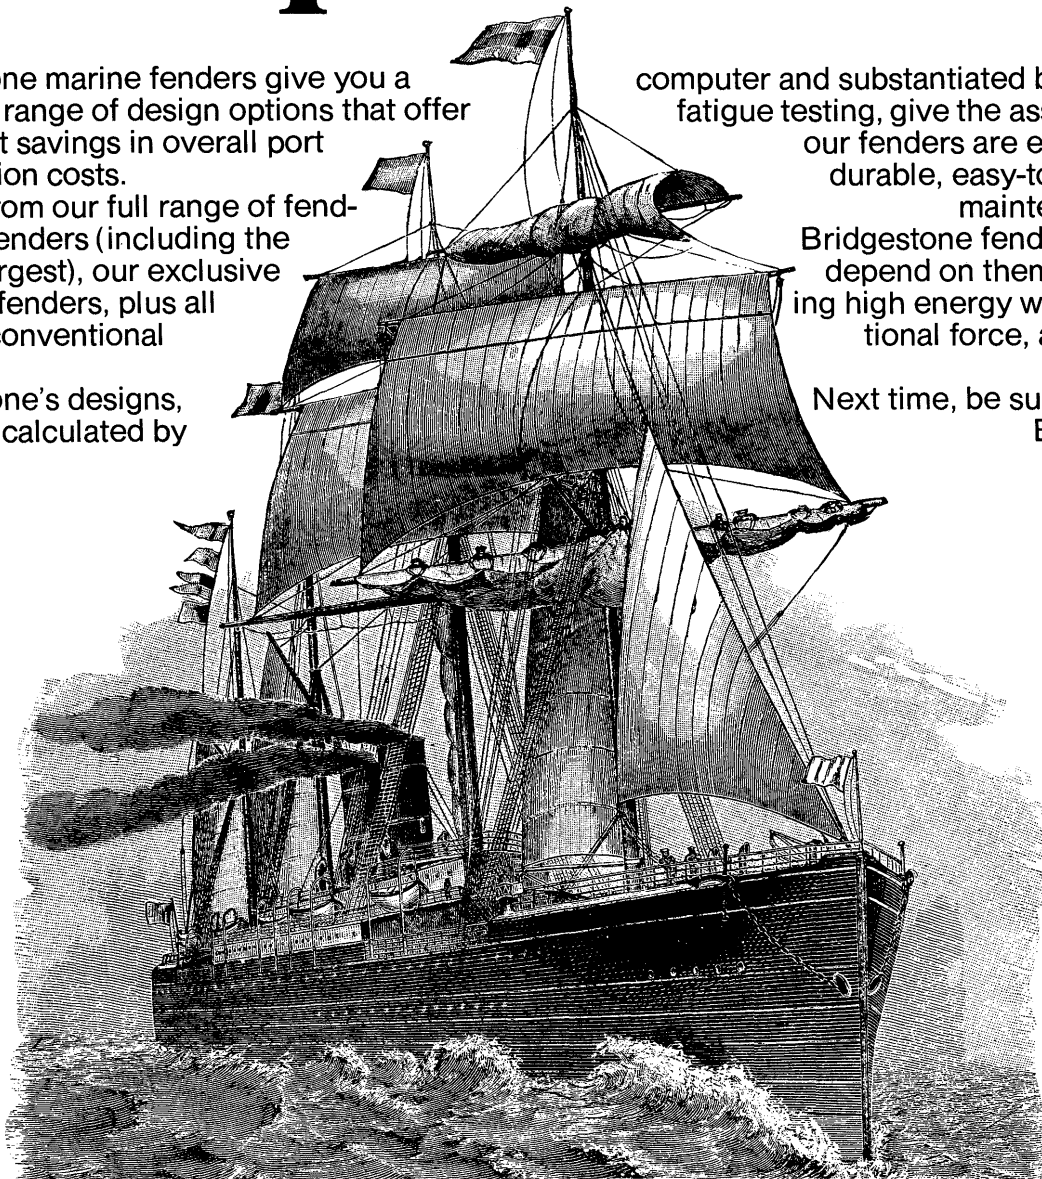 one marine fenders give you a
range of design options that offer
t savings in overall port
ion costs.
rom our full range of fend-
enders (including the
rgest), our exclusive
fenders, plus all
conventional
one's designs,
calculated by
computer and substantiated b
fatigue testing, give the ass
our fenders are e
durable, easy-to
mainte
Bridgestone fend
depend on them
ing high energy w
tional force, a
Next time, be su
B